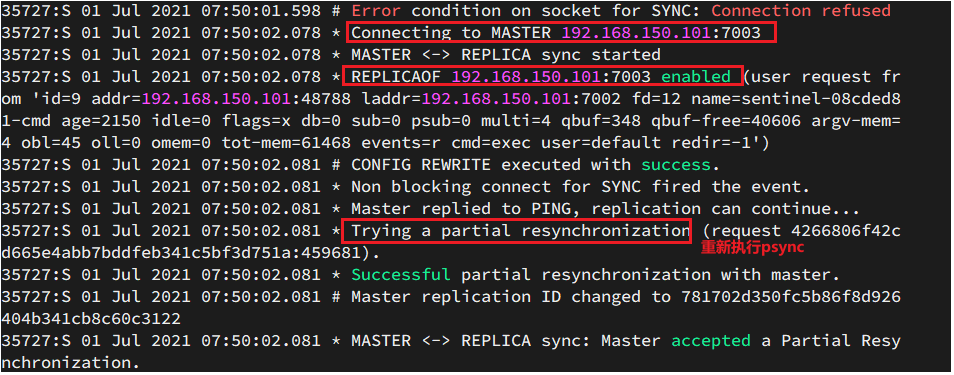 35727:S 01 Jul 2021 07:50:01.598 # Error condition on socket for SYNC: Connection refused
35727:S 01 Jul 2021 07:50:02.078 * Connecting to MASTER 192.168.150.101:7003
35727:S 01 Jul 2021 07:50:02.078 * MASTER <-> REPLICA sync started
35727:S 01 Jul 2021 07:50:02.078 * REPLICAOF 192.168.150.101:7003 enabled (user request fr
om 'id=9 addr=192.168.150.101:48788 laddr=192.168.150.101:7002 fd=12 name=sentinel-08cded8
1-cmd age=2150 idle=0 flags=x db=0 sub=0 psub=0 multi=4 qbuf=348 qbuf-free=40606 argv-mem=
4 obl=45 oll=0 omem=0 tot-mem=61468 events=r cmd=exec user=default redir=-1')
35727:S 01 Jul 2021 07:50:02.081 # CONFIG REWRITE executed with success.
35727:S 01 Jul 2021 07:50:02.081 * Non blocking connect for SYNC fired the event.
35727:S 01 Jul 2021 07:50:02.081 * Master replied to PING, replication can continue...
35727:S 01 Jul 2021 07:50:02.081 * Trying a partial resynchronization (request 4266806f42c
d665e4abb7bddfeb341c5bf3d751a:459681).
重新执行psync
35727:S 01 Jul 2021 07:50:02.081 * Successful partial resynchronization with master.
35727:S 01 Jul 2021 07:50:02.081 # Master replication ID changed to 781702d350fc5b86f8d926
404b341cb8c60c3122
35727:S 01 Jul 2021 07:50:02.081 * MASTER <-> REPLICA sync: Master accepted a Partial Resy
nchronization.